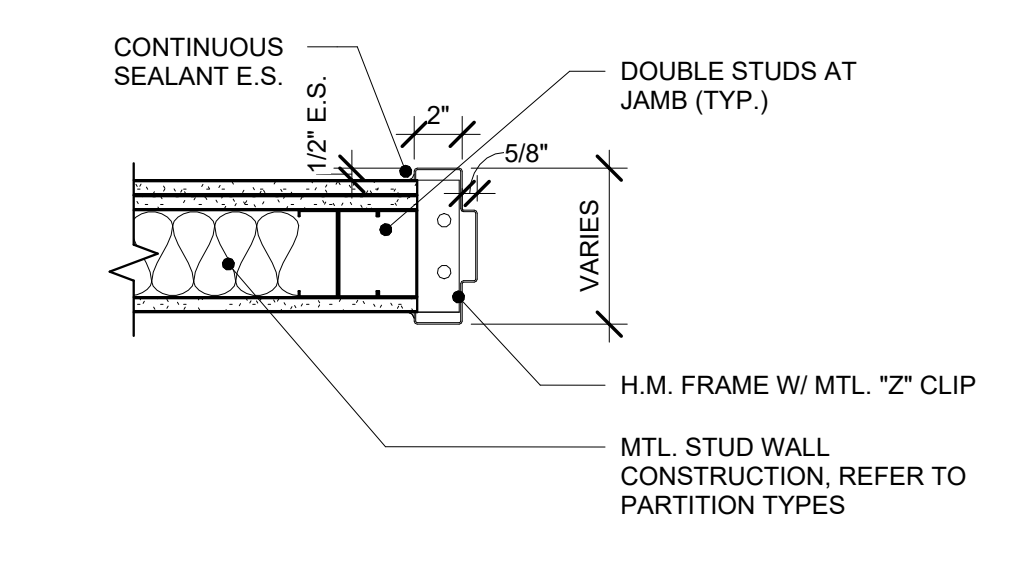 CONTINUOUS
SEALANT E.S.
1/2" E.S.
2"
5/8"
DOUBLE STUDS AT
JAMB (TYP.)
VARIES
H.M. FRAME W/ MTL. "Z" CLIP
MTL. STUD WALL
CONSTRUCTION, REFER TO
PARTITION TYPES